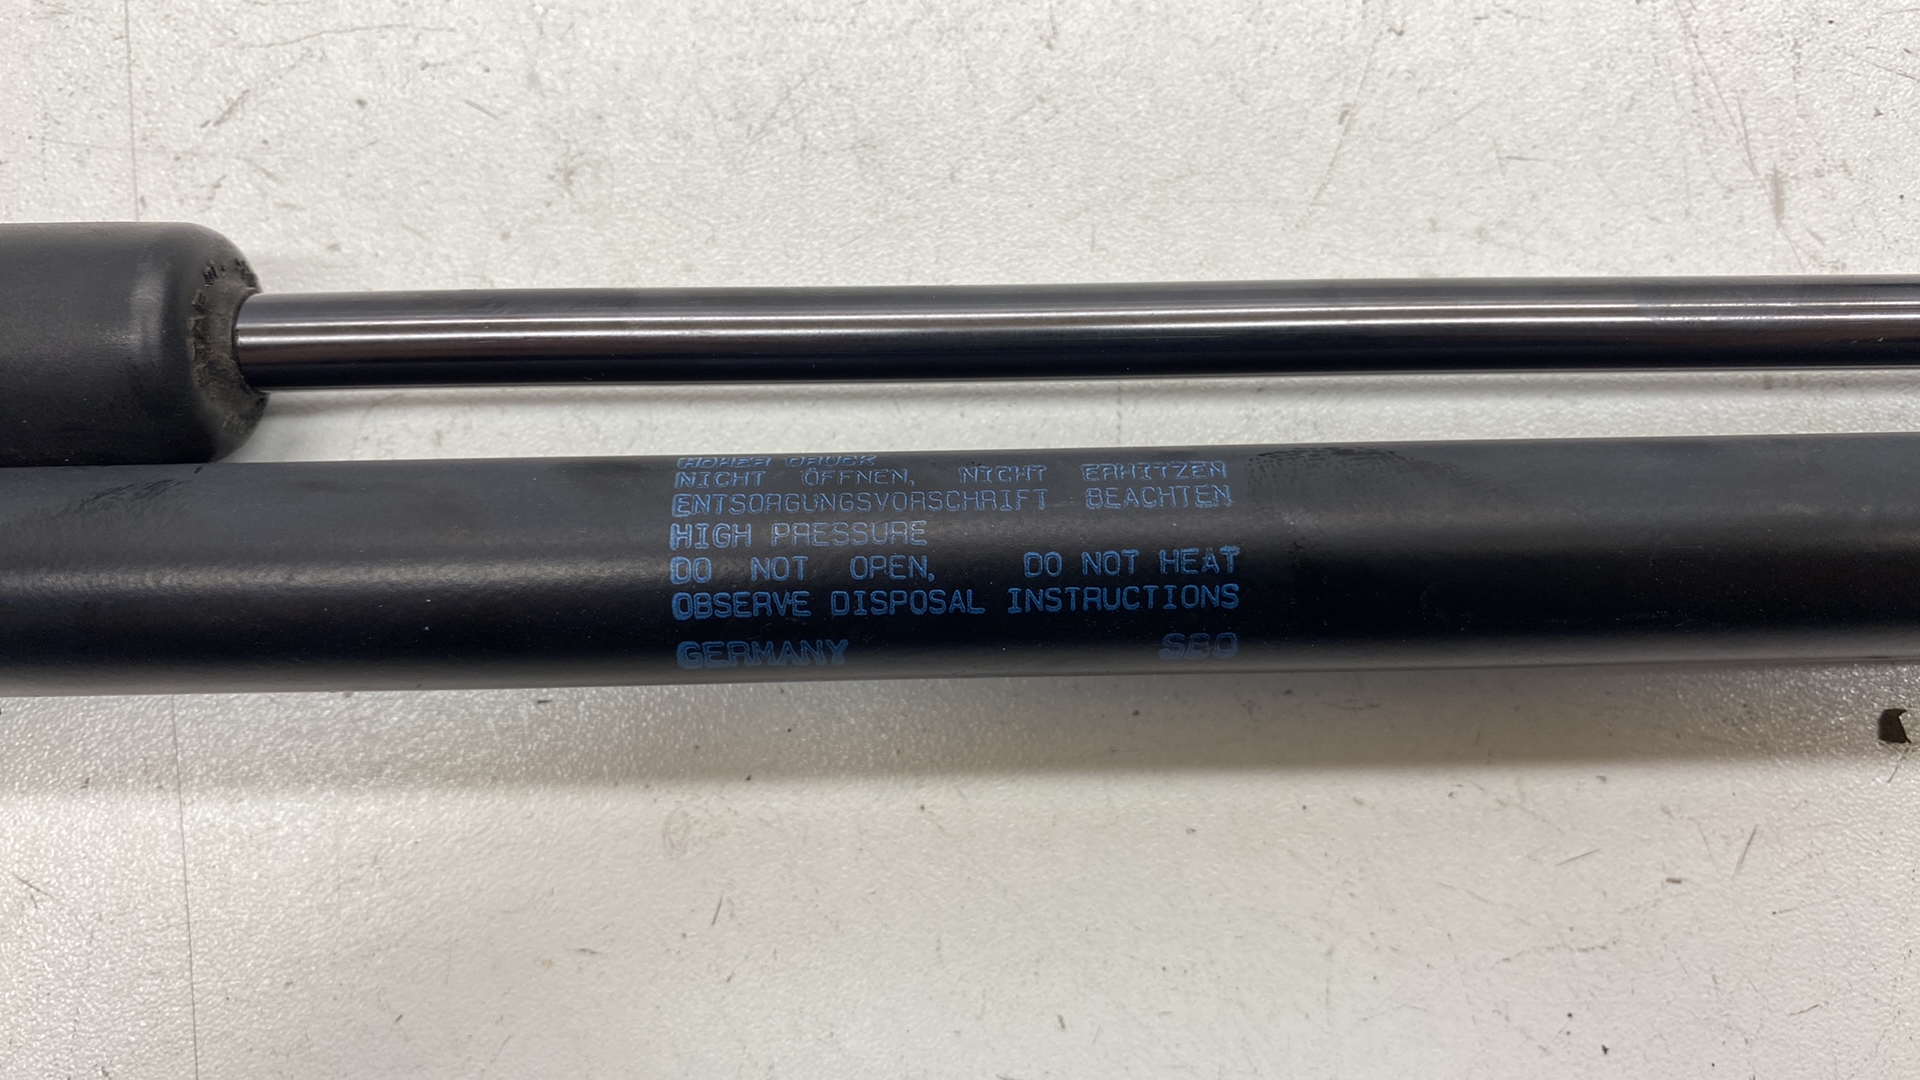 HOHER DRUCK
NICHT ÖFFNEN, NICHT ERHITZEN
ENTSORGUNGSVORSCHRIFT BEACHTEN
HIGH PRESSURE
DO NOT OPEN, DO NOT HEAT
OBSERVE DISPOSAL INSTRUCTIONS
GERMANY